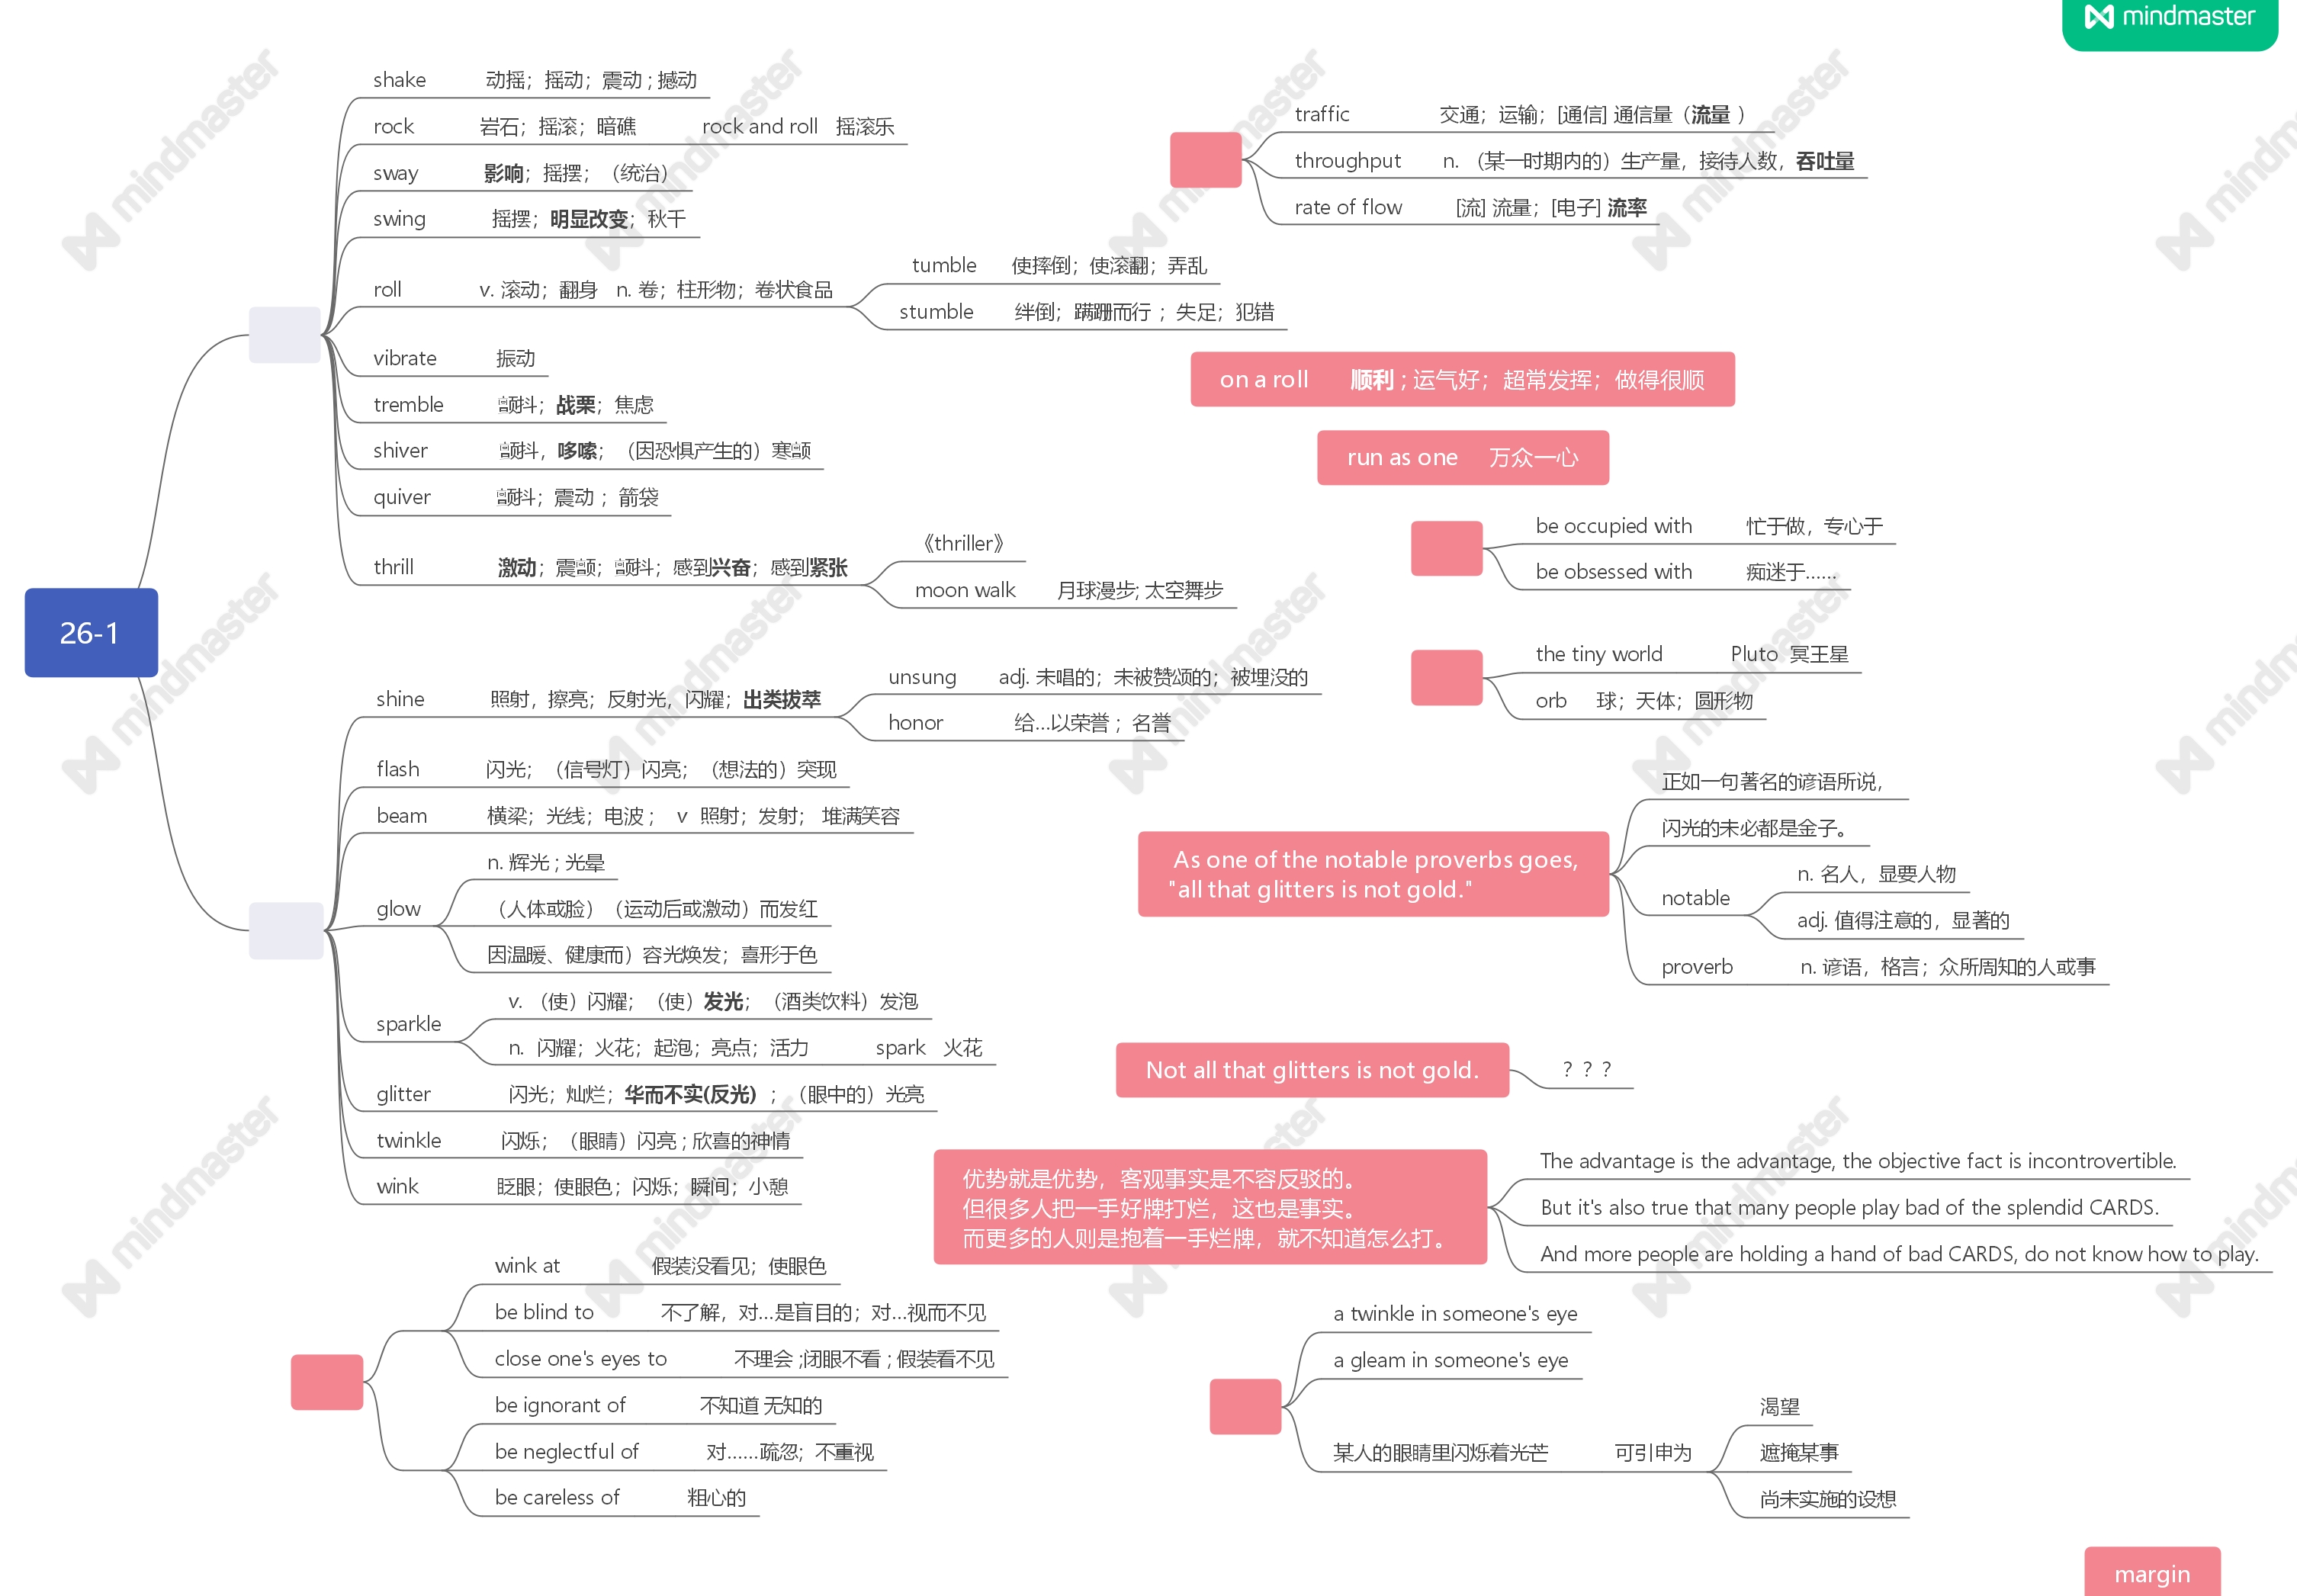 mindmaster
26-1
shake 动摇；摇动；震动 ; 撼动
rock 岩石；摇滚；暗礁 rock and roll 摇滚乐
sway 影响；摇摆；（统治）
swing 摇摆；明显改变；秋千
roll v. 滚动；翻身 n. 卷；柱形物；卷状食品
tumble 使摔倒；使滚翻；弄乱
stumble 绊倒；蹒跚而行 ；失足；犯错
vibrate 振动
tremble 颤抖；战栗；焦虑
shiver 颤抖，哆嗦；（因恐惧产生的）寒颤
quiver 颤抖；震动 ；箭袋
thrill 激动；震颤；颤抖；感到兴奋；感到紧张
《thriller》
moon walk 月球漫步; 太空舞步
shine 照射，擦亮；反射光，闪耀；出类拔萃
unsung adj. 未唱的；未被赞颂的；被埋没的
honor 给...以荣誉 ；名誉
flash 闪光；（信号灯）闪亮；（想法的）突现
beam 横梁；光线；电波 ； v 照射；发射； 堆满笑容
glow
n. 辉光 ; 光晕
（人体或脸）（运动后或激动）而发红
因温暖、健康而）容光焕发；喜形于色
sparkle
v. （使）闪耀；（使）发光；（酒类饮料）发泡
n. 闪耀；火花；起泡；亮点；活力 spark 火花
glitter 闪光；灿烂；华而不实(反光) ；（眼中的）光亮
twinkle 闪烁；（眼睛）闪亮 ; 欣喜的神情
wink 眨眼；使眼色；闪烁；瞬间；小憩
wink at 假装没看见；使眼色
be blind to 不了解，对...是盲目的；对...视而不见
close one's eyes to 不理会 ;闭眼不看 ; 假装看不见
be ignorant of 不知道 无知的
be neglectful of 对……疏忽；不重视
be careless of 粗心的
traffic 交通；运输；[通信] 通信量（流量 ）
throughput n. （某一时期内的）生产量，接待人数，吞吐量
rate of flow [流] 流量；[电子] 流率
on a roll 顺利 ; 运气好；超常发挥；做得很顺
run as one 万众一心
be occupied with 忙于做，专心于
be obsessed with 痴迷于……
the tiny world Pluto 冥王星
orb 球；天体；圆形物
As one of the notable proverbs goes,
"all that glitters is not gold."
正如一句著名的谚语所说，
闪光的未必都是金子。
notable
n. 名人，显要人物
adj. 值得注意的，显著的
proverb n. 谚语，格言；众所周知的人或事
Not all that glitters is not gold.
？？？
优势就是优势，客观事实是不容反驳的。
但很多人把一手好牌打烂，这也是事实。
而更多的人则是抱着一手烂牌，就不知道怎么打。
The advantage is the advantage, the objective fact is incontrovertible.
But it's also true that many people play bad of the splendid CARDS.
And more people are holding a hand of bad CARDS, do not know how to play.
a twinkle in someone's eye
a gleam in someone's eye
某人的眼睛里闪烁着光芒 可引申为
渴望
遮掩某事
尚未实施的设想
margin